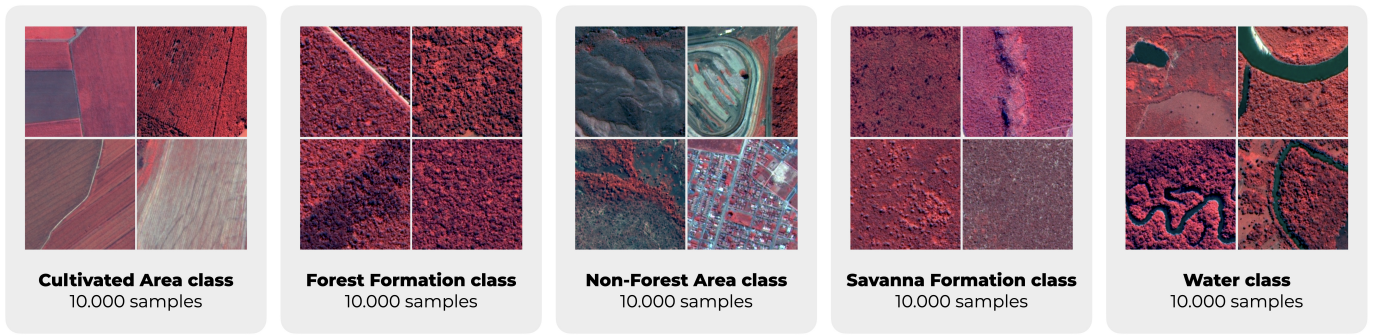 Cultivated Area class
10.000 samples
Forest Formation class
10.000 samples
Non-Forest Area class
10.000 samples
Savanna Formation class
10.000 samples
Water class
10.000 samples